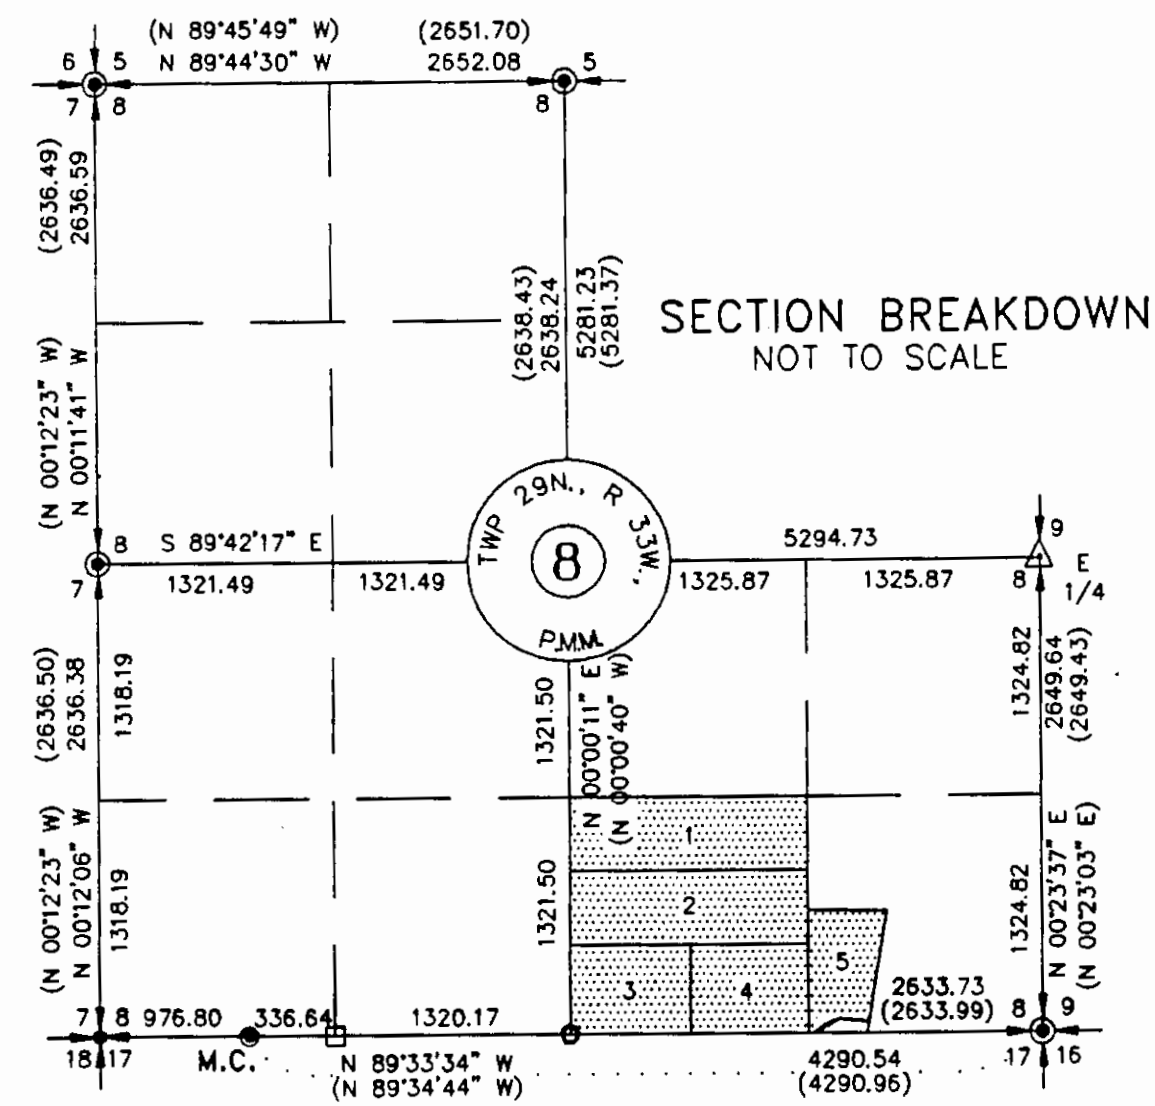 (N 89°45'49" W) (2651.70)
6 5 N 89°44'30" W 2652.08 5
7 8 8
(2636.49)
2636.59
(N 00°12'23" W)
N 00°11'41" W
(2638.43)
2638.24
5281.23
(5281.37)
SECTION BREAKDOWN
NOT TO SCALE
TWP 29N., R 33W.,
8
P.M.M.
8 S 89°42'17" E 5294.73 9
7 1321.49 1321.49 1325.87 1325.87 8 E
1/4
(2636.50)
2636.38
1318.19
1321.50
N 00°00'11" E
(N 00°00'40" W)
1324.82
2649.64
(2649.43)
(N 00°12'23" W)
N 00°12'06" W
1318.19
1321.50
1
2
3 4 5
1324.82
N 00°23'37" E
(N 00°23'03" E)
2633.73
(2633.99)
7 8 976.80 336.64 1320.17 8 9
18 17 M.C. N 89°33'34" W 4290.54 17 16
(N 89°34'44" W) (4290.96)